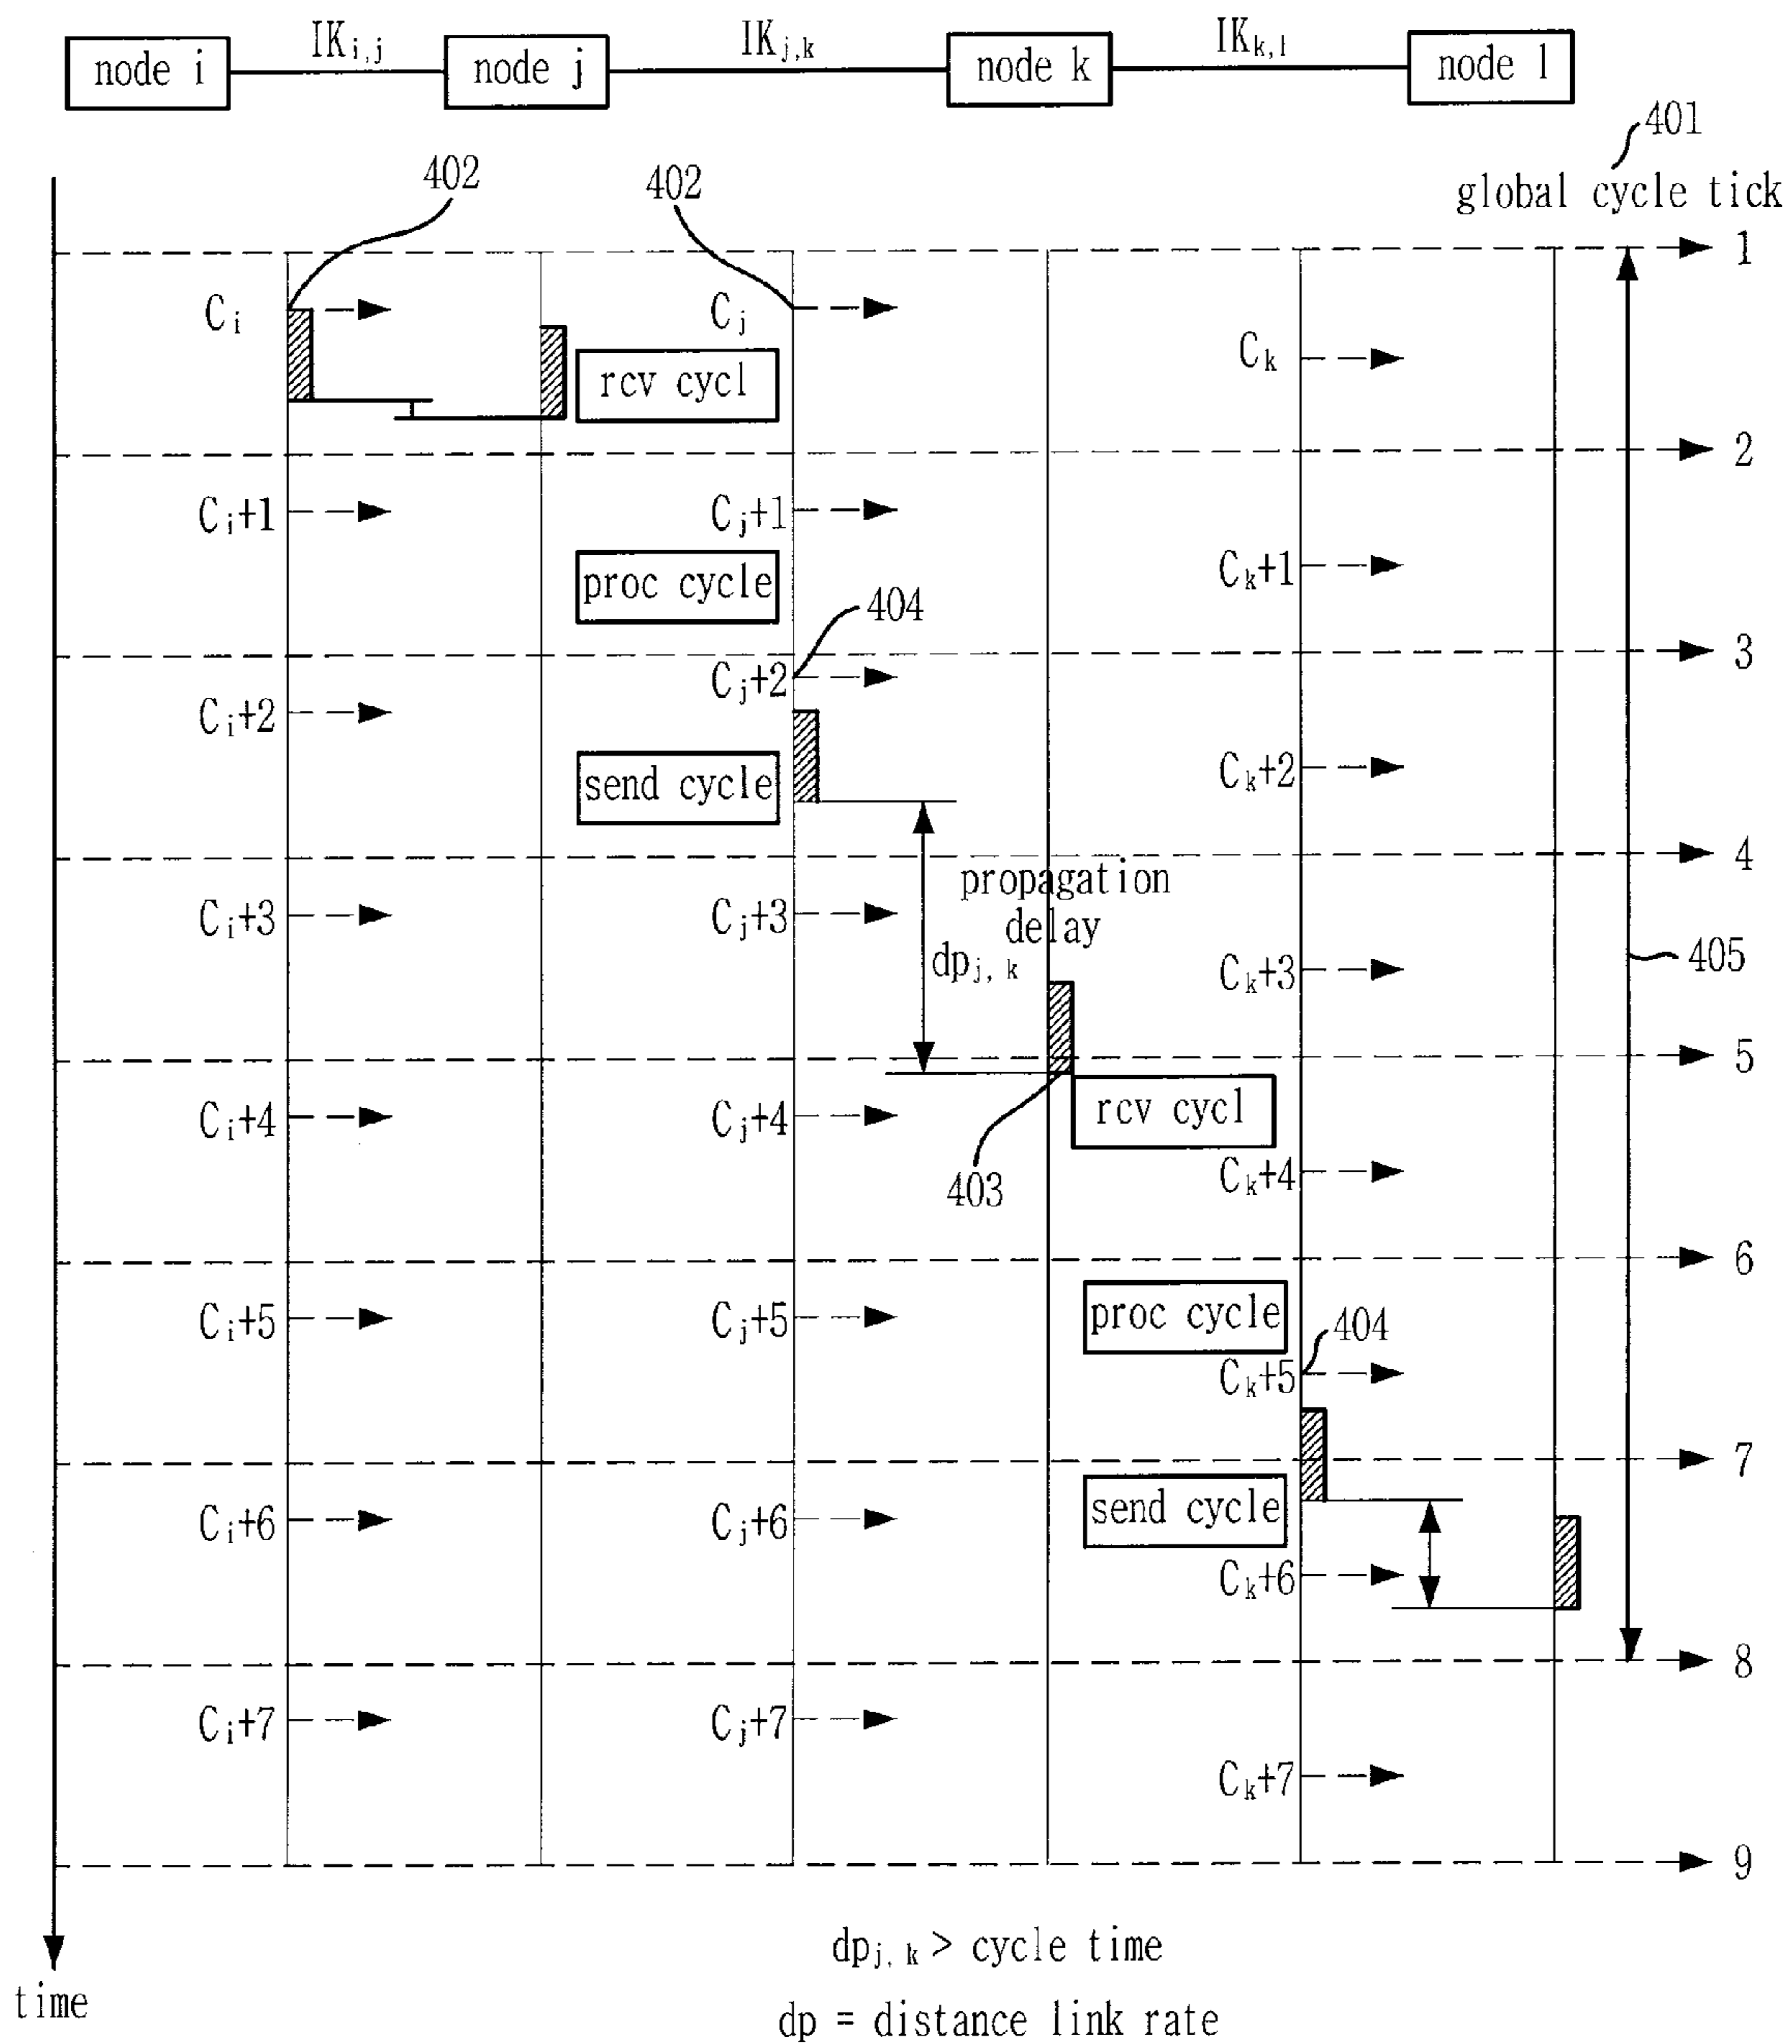 node i IKi,j node j IKj,k node k IKk,l node l
401
402 402
global cycle tick
1
Ci Cj
Ck
rcv cycl
2
Ci+1 Cj+1
Ck+1
proc cycle
404
3
Cj+2
Ci+2
Ck+2
send cycle
4
propagation
delay
Ci+3 Cj+3
dpj, k
Ck+3
405
5
rcv cycl
Ci+4 Cj+4
Ck+4
403
6
proc cycle
Ci+5 Cj+5
404
Ck+5
7
send cycle
Ci+6 Cj+6
Ck+6
8
Ci+7 Cj+7
Ck+7
9
dpj, k > cycle time
time
dp = distance link rate